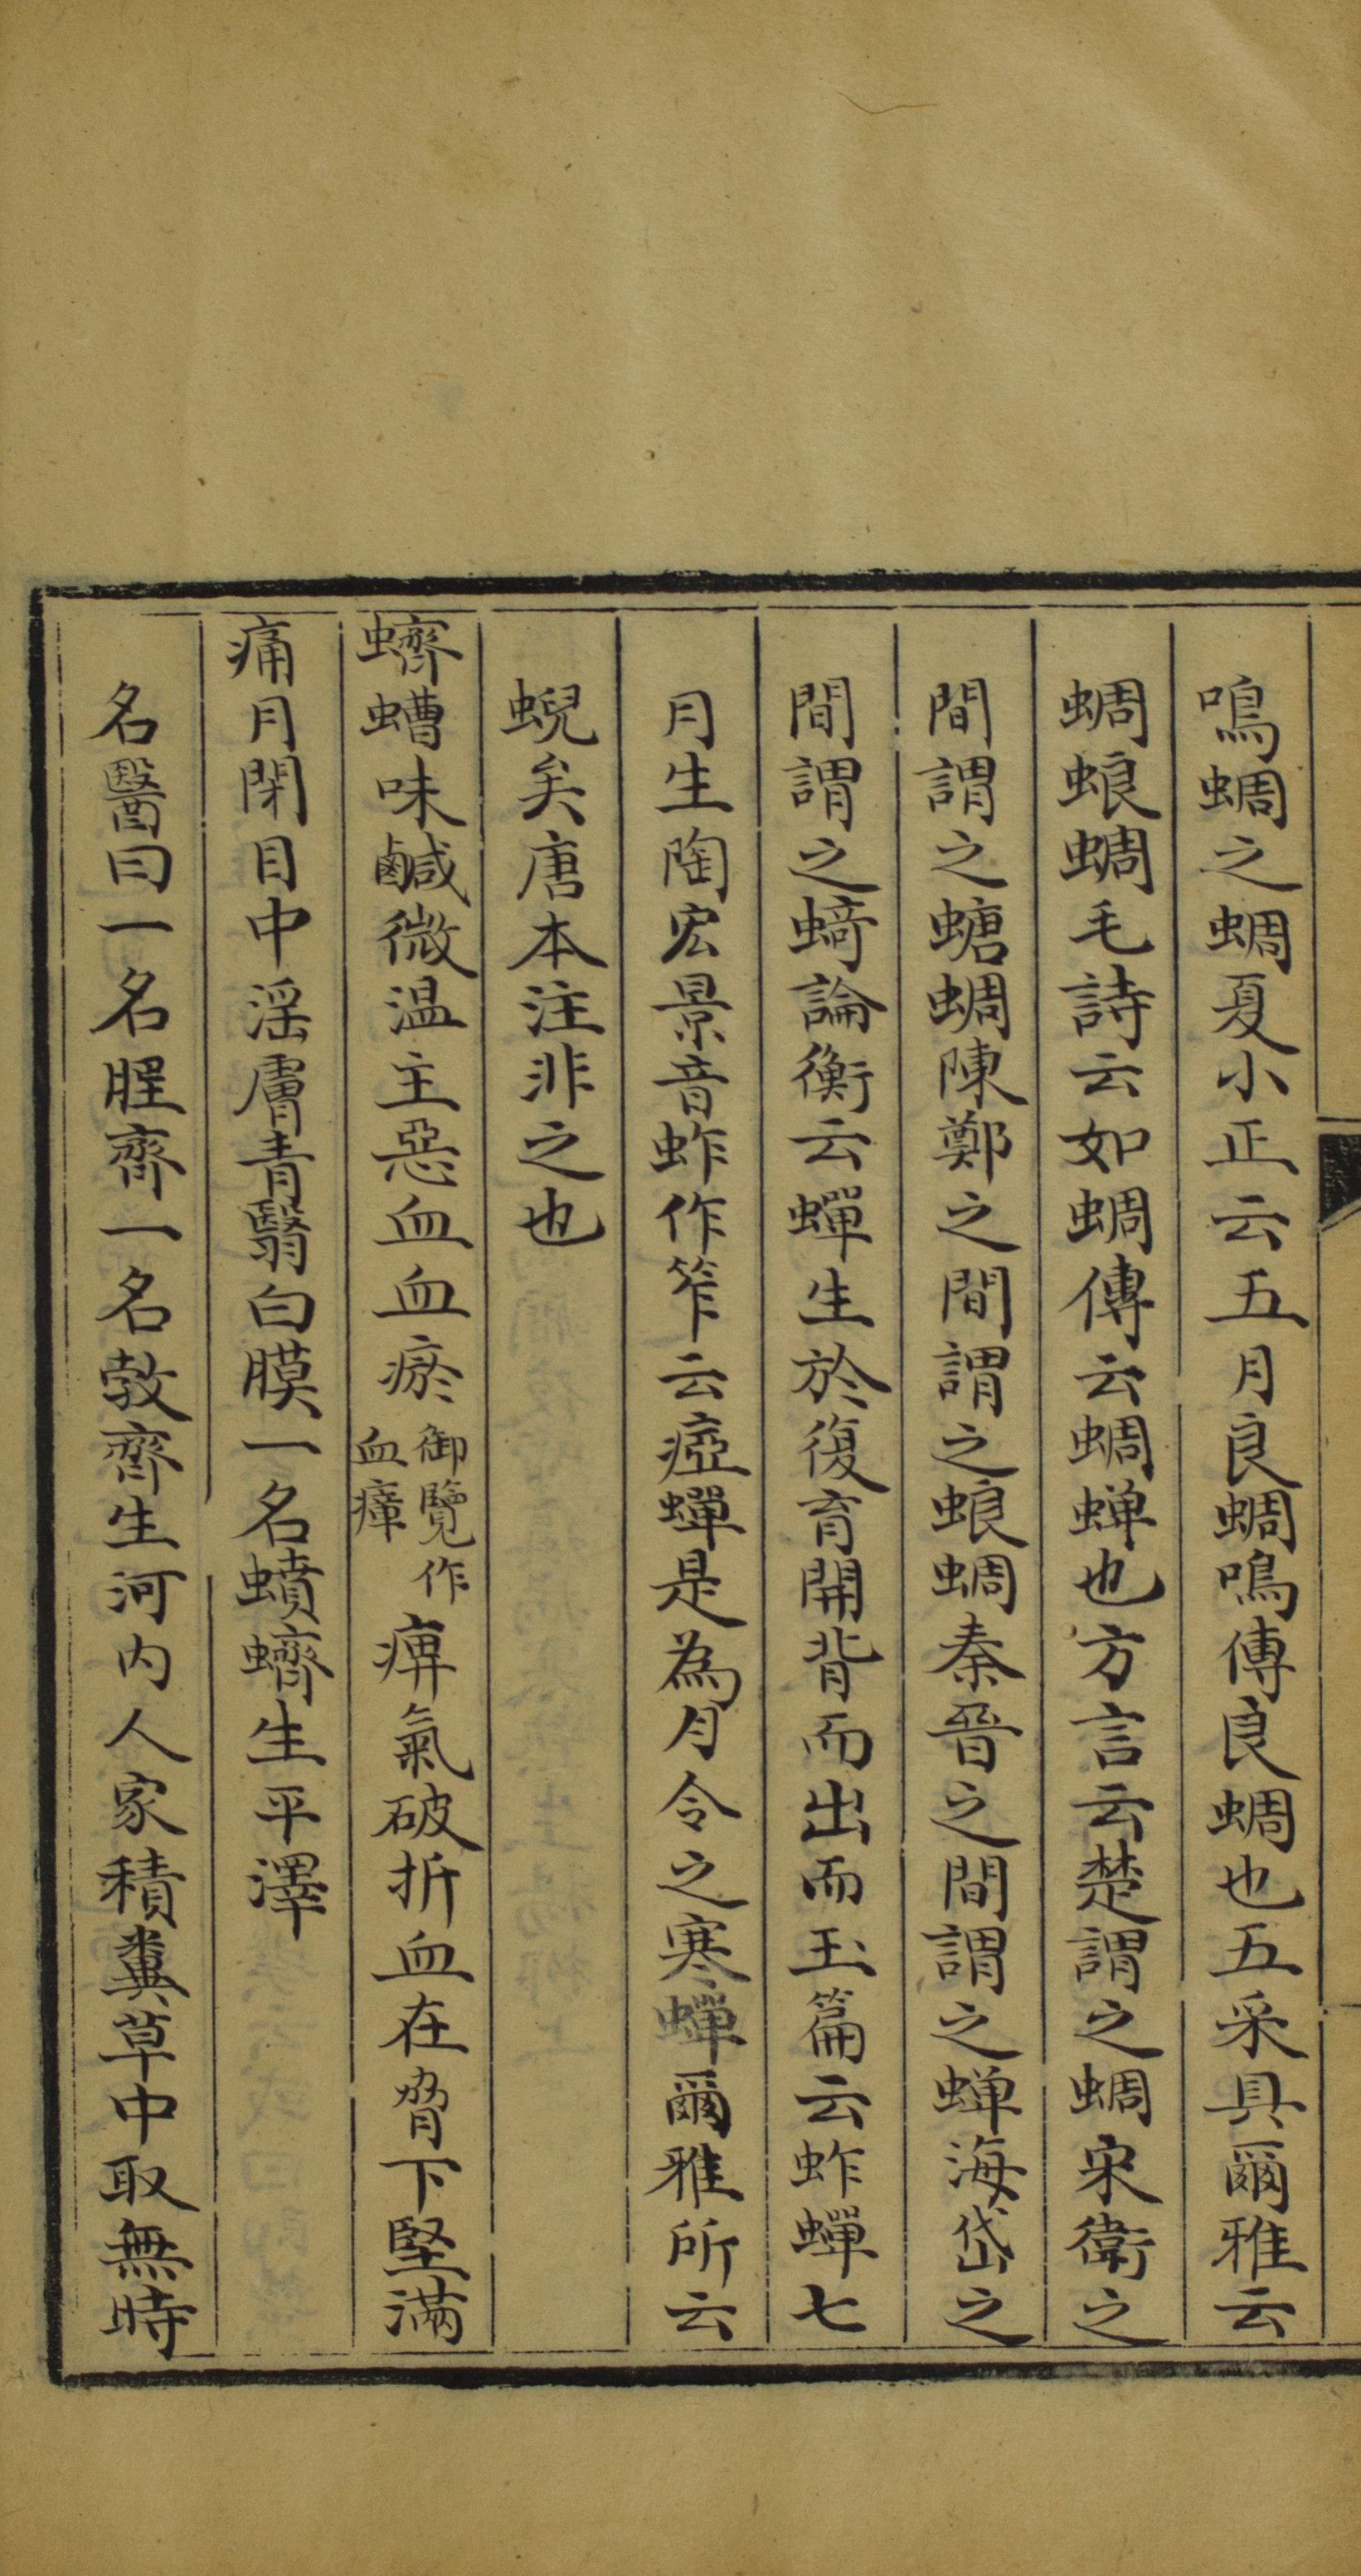 鳴蜩之蜩夏小正云五月良蜩鳴傳良蜩也五采具爾雅云
蜩蜋蜩毛詩云如蜩傳云蜩蟬也方言云楚謂之蜩宋衛之
間謂之螗蜩陳鄭之間謂之蜋蜩秦晉之間謂之蟬海岱之
間謂之蜻論衡云蟬生於復育開背而出而玉篇云蚱蟬七
月生陶宏景音蚱作笮云瘂蟬是為月令之寒蟬爾雅所云
蜺矣唐本注非之也
蠐螬味鹹微温主惡血血瘀御覽作血瘴痹氣破折血在脅下堅滿
痛月閉目中淫膚青翳白膜一名蟦蠐生平澤
名醫曰一名𧏙齊一名敦齊生河內人家積糞草中取無時